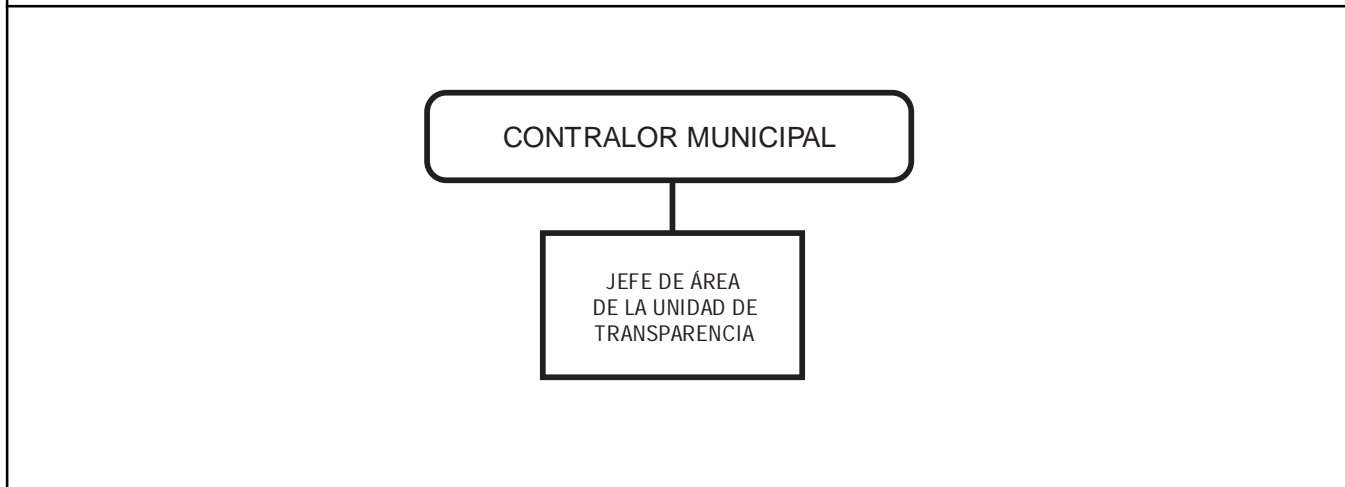 CONTRALOR MUNICIPAL
JEFE DE ÁREA
DE LA UNIDAD DE
TRANSPARENCIA